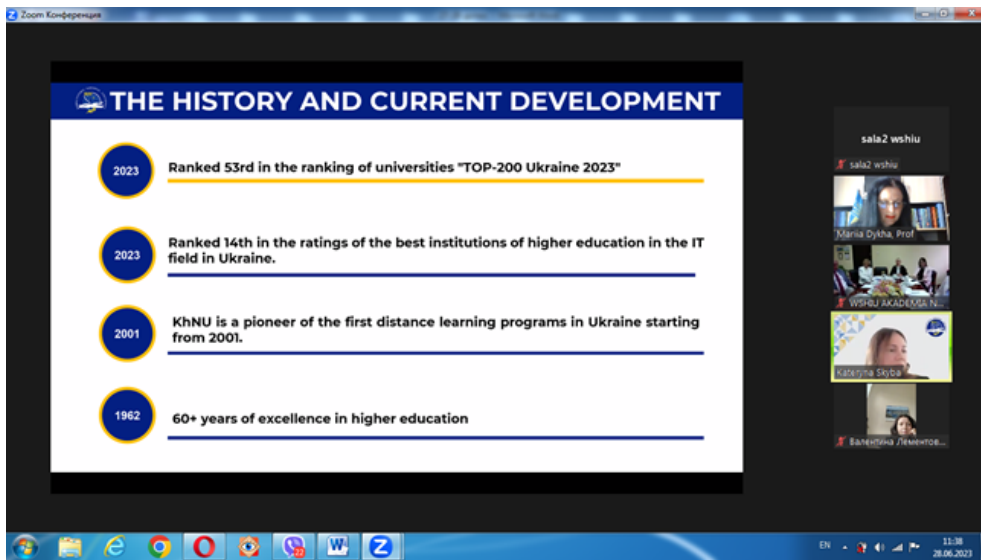 Zoom Конференция
THE HISTORY AND CURRENT DEVELOPMENT
2023
Ranked 53rd in the ranking of universities "TOP-200 Ukraine 2023"
2023
Ranked 14th in the ratings of the best institutions of higher education in the IT
field in Ukraine.
2001
KhNU is a pioneer of the first distance learning programs in Ukraine starting
from 2001.
1962
60+ years of excellence in higher education
sala2 wshiu
sala2 wshiu
Mariia Dykha, Prof
WSHIU AKADEMIA N...
Kateryna Skyba
Валентина Лементов...
22
EN
11:38
28.06.2023